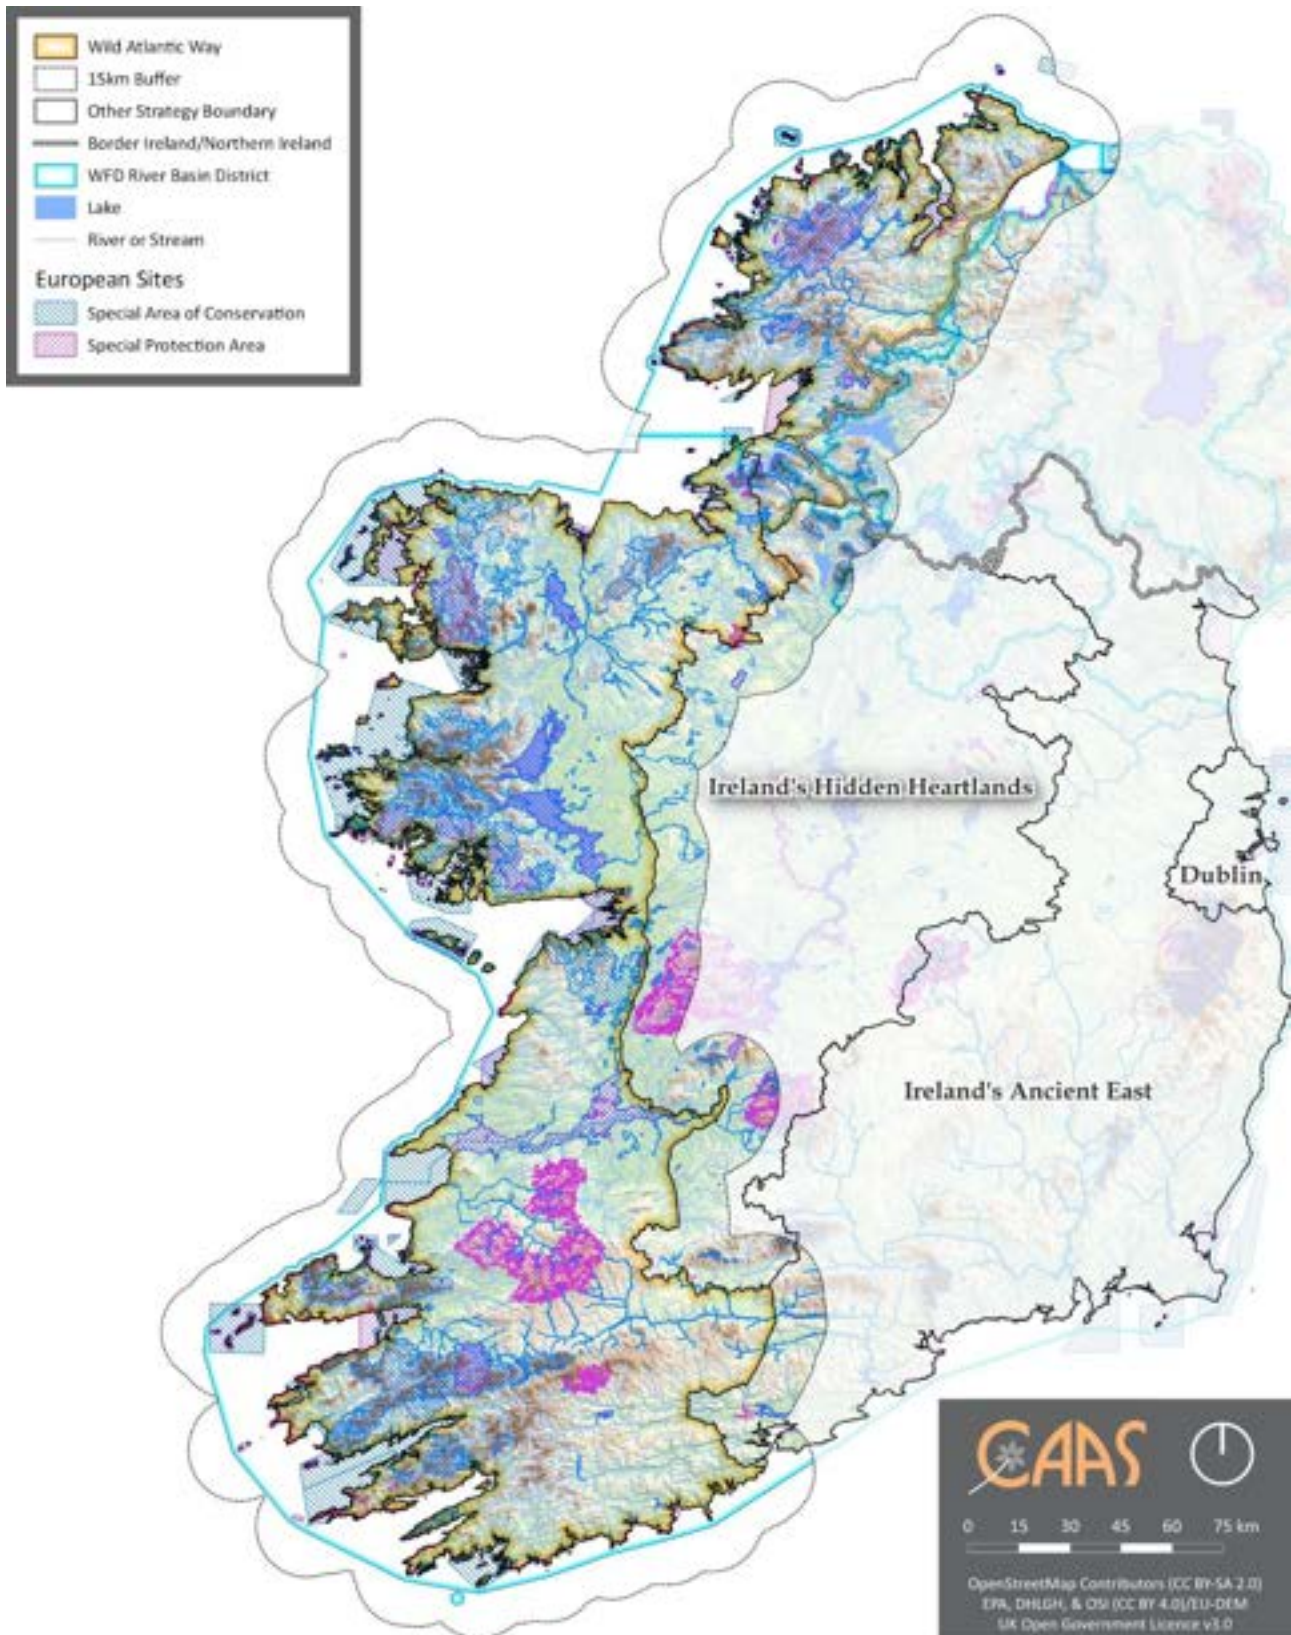 Wild Atlantic Way
15km Buffer
Other Strategy Boundary
Border Ireland/Northern Ireland
WFD River Basin District
Lake
River or Stream
European Sites
Special Area of Conservation
Special Protection Area
Ireland's Hidden Heartlands
Dublin
Ireland's Ancient East
CAAS
0 15 30 45 60 75 km
OpenStreetMap Contributors (CC BY-SA 2.0)
EPA, DHLGH, & OSI (CC BY 4.0)/EU-DEM
UK Open Government Licence v3.0